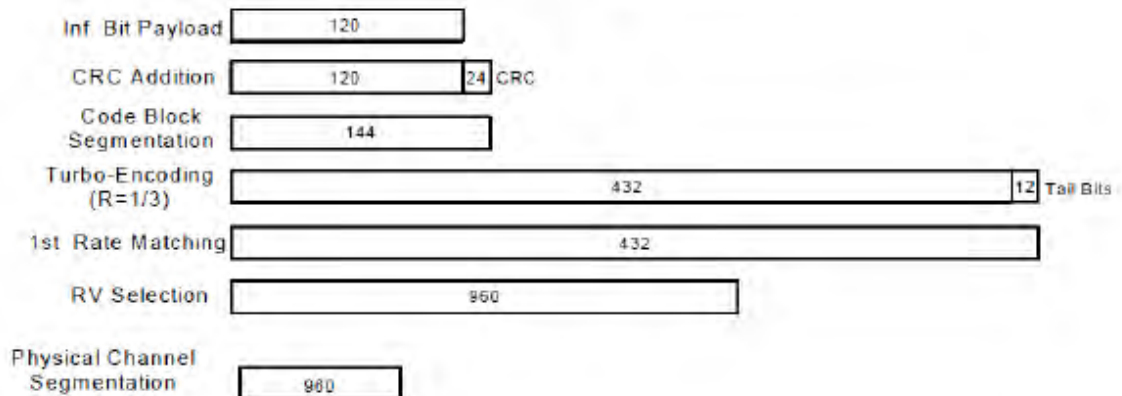 Inf. Bit Payload 120
CRC Addition 120 24 CRC
Code Block
Segmentation 144
Turbo-Encoding
(R=1/3) 432 12 Tail Bits
1st Rate Matching 432
RV Selection 960
Physical Channel
Segmentation 960